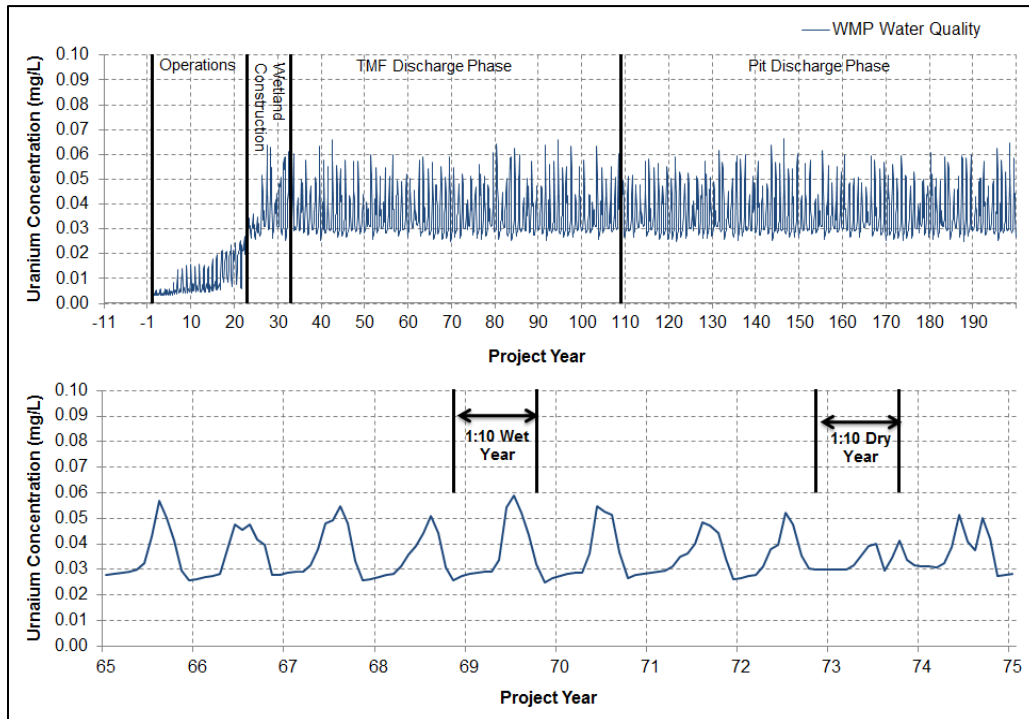 WMP Water Quality
Uranium Concentration (mg/L)
0.10
0.09
0.08
0.07
0.06
0.05
0.04
0.03
0.02
0.01
0.00
Operations
Wetland
Construction
TMF Discharge Phase
Pit Discharge Phase
-11 -1 10 20 30 40 50 60 70 80 90 100 110 120 130 140 150 160 170 180 190
Project Year
Urnaium Concentration (mg/L)
0.10
0.09
0.08
0.07
0.06
0.05
0.04
0.03
0.02
0.01
0.00
1:10 Wet
Year
1:10 Dry
Year
65 66 67 68 69 70 71 72 73 74 75
Project Year